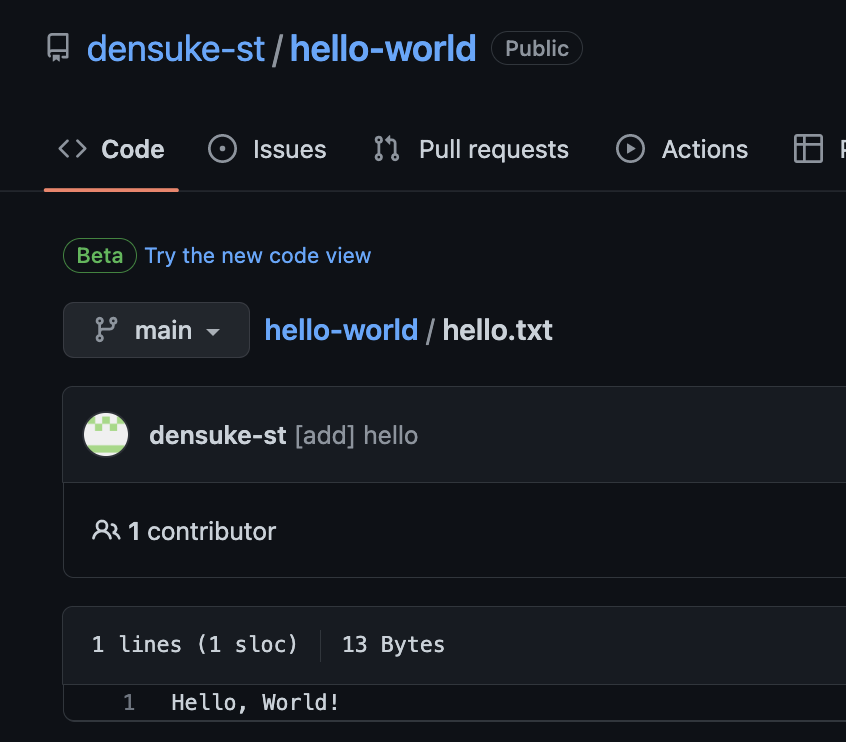 densuke-st / hello-world Public
Code Issues Pull requests Actions
Beta Try the new code view
main hello-world / hello.txt
densuke-st [add] hello
1 contributor
1 lines (1 sloc) 13 Bytes
1 Hello, World!